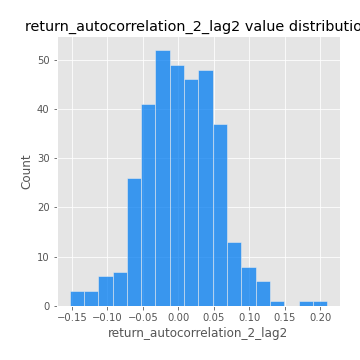 return_autocorrelation_2_lag2 value distributio
50
40
30
20
10
0
Count
−0.15 −0.10 −0.05 0.00 0.05 0.10 0.15 0.20
return_autocorrelation_2_lag2